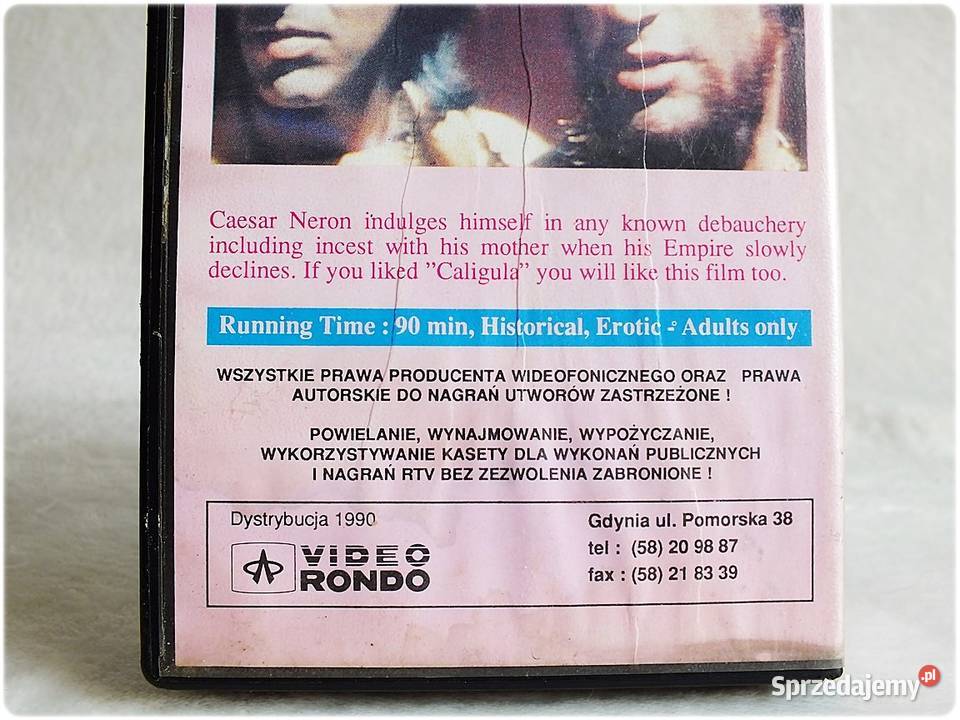 Caesar Neron indulges himself in any known debauchery
including incest with his mother when his Empire slowly
declines. If you liked ”Caligula” you will like this film too.
Running Time : 90 min, Historical, Erotic - Adults only
WSZYSTKIE PRAWA PRODUCENTA WIDEOFONICZNEGO ORAZ PRAWA
AUTORSKIE DO NAGRAŃ UTWORÓW ZASTRZEŻONE !
POWIELANIE, WYNAJMOWANIE, WYPOŻYCZANIE,
WYKORZYSTYWANIE KASETY DLA WYKONAŃ PUBLICZNYCH
I NAGRAŃ RTV BEZ ZEZWOLENIA ZABRONIONE !
Dystrybucja 1990
VIDEO
RONDO
Gdynia ul. Pomorska 38
tel : (58) 20 98 87
fax : (58) 21 83 39
Sprzedajemy.pl